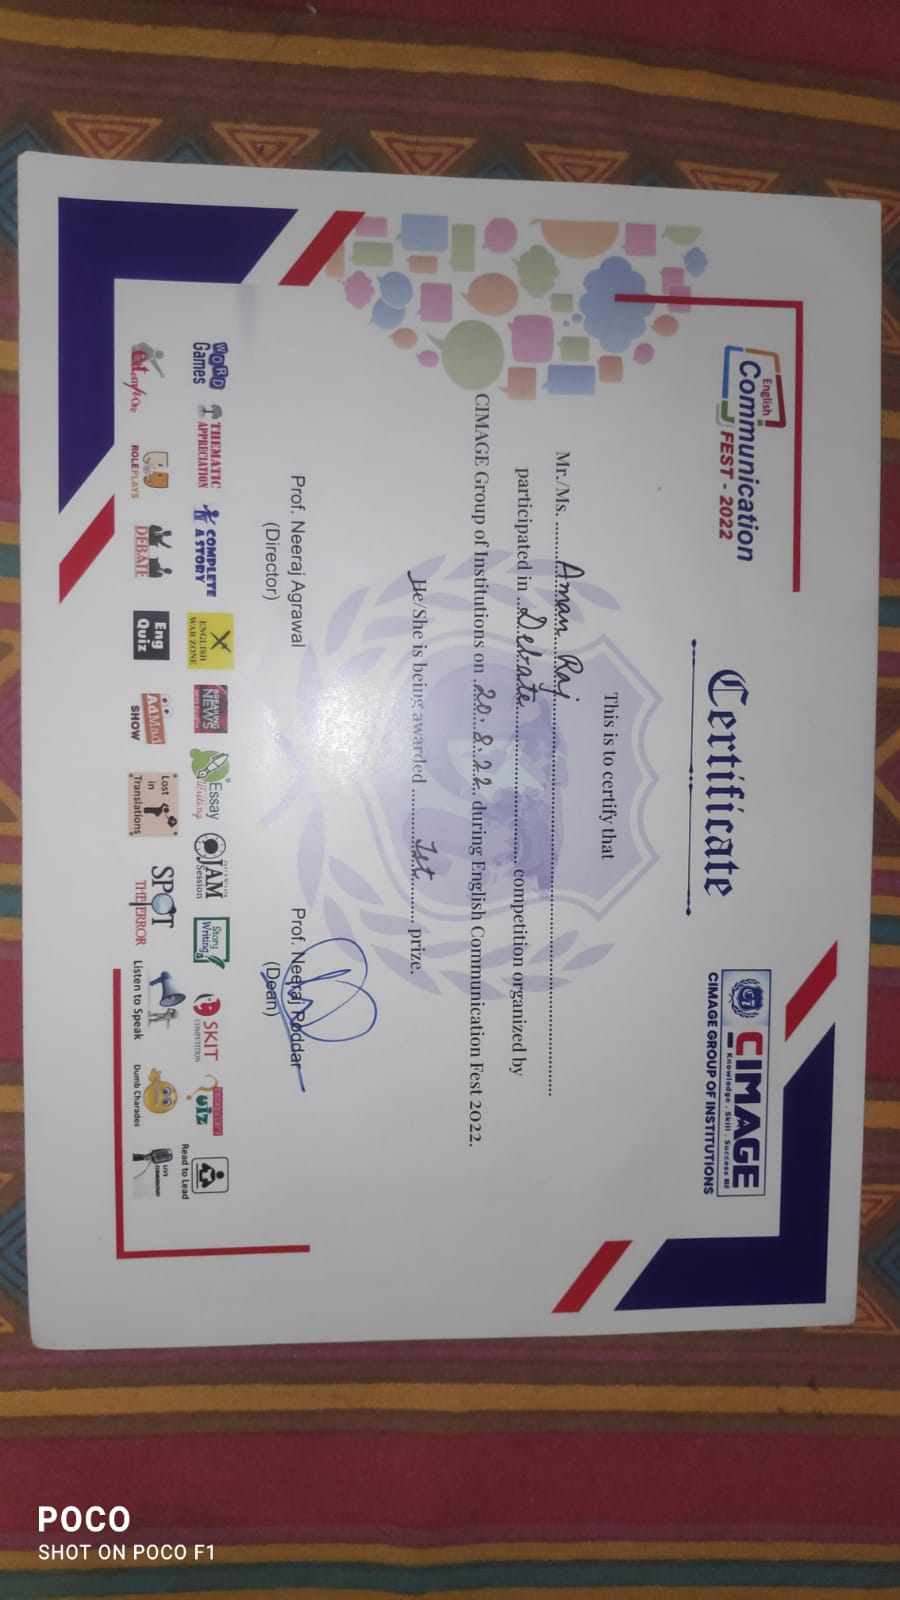 English
Communication
FEST - 2022
Certificate
CIMAGE
Knowledge . Skill . Success !!!
CIMAGE GROUP OF INSTITUTIONS
This is to certify that
Mr./Ms. Aman Raj
participated in Debate competition organized by
CIMAGE Group of Institutions on 20.8.22 during English Communication Fest 2022.
He/She is being awarded Ist prize.
Prof. Neeraj Agrawal
(Director)
Prof. Neeraj Poddar
(Dean)
WORD Games
THEMATIC APPRECIATION
COMPLETE A STORY
ENGLISH WAR ZONE
BREAKING NEWS
Essay Writing
JAM Session
Story Writing
SKIT COMPETITION
Quiz
Read to Lead
ExtempOre
ROLE PLAYS
DEBATE
Eng Quiz
AdMad SHOW
Lost in Translations
SPOT THE ERROR
Listen to Speak
Dumb Charades
LIVE
POCO
SHOT ON POCO F1